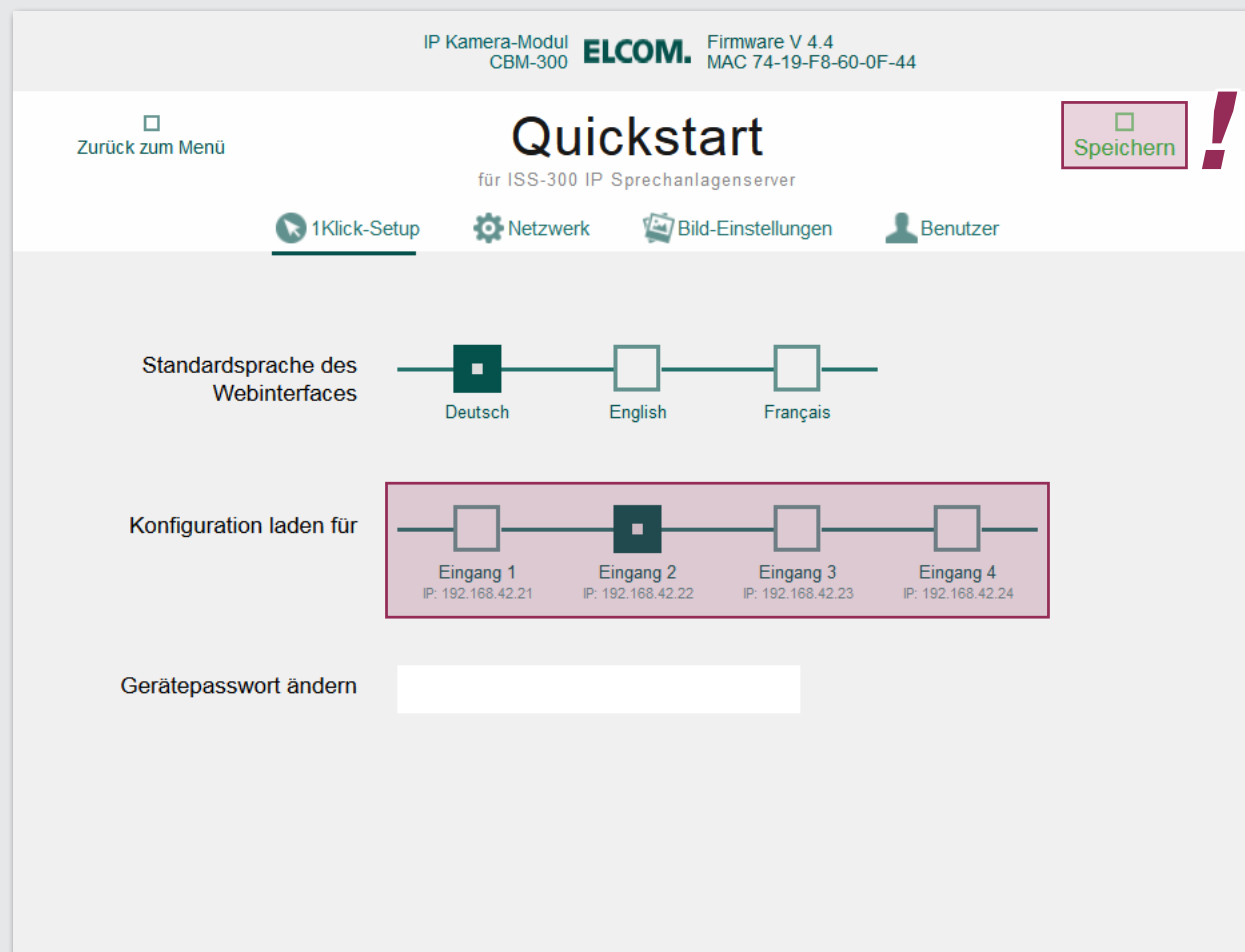 IP Kamera-Modul
CBM-300
ELCOM.
Firmware V 4.4
MAC 74-19-F8-60-0F-44
Zurück zum Menü
Quickstart
für ISS-300 IP Sprechanlagenserver
Speichern
!
1Klick-Setup
Netzwerk
Bild-Einstellungen
Benutzer
Standardsprache des
Webinterfaces
Deutsch
English
Français
Konfiguration laden für
Eingang 1
IP: 192.168.42.21
Eingang 2
IP: 192.168.42.22
Eingang 3
IP: 192.168.42.23
Eingang 4
IP: 192.168.42.24
Gerätepasswort ändern